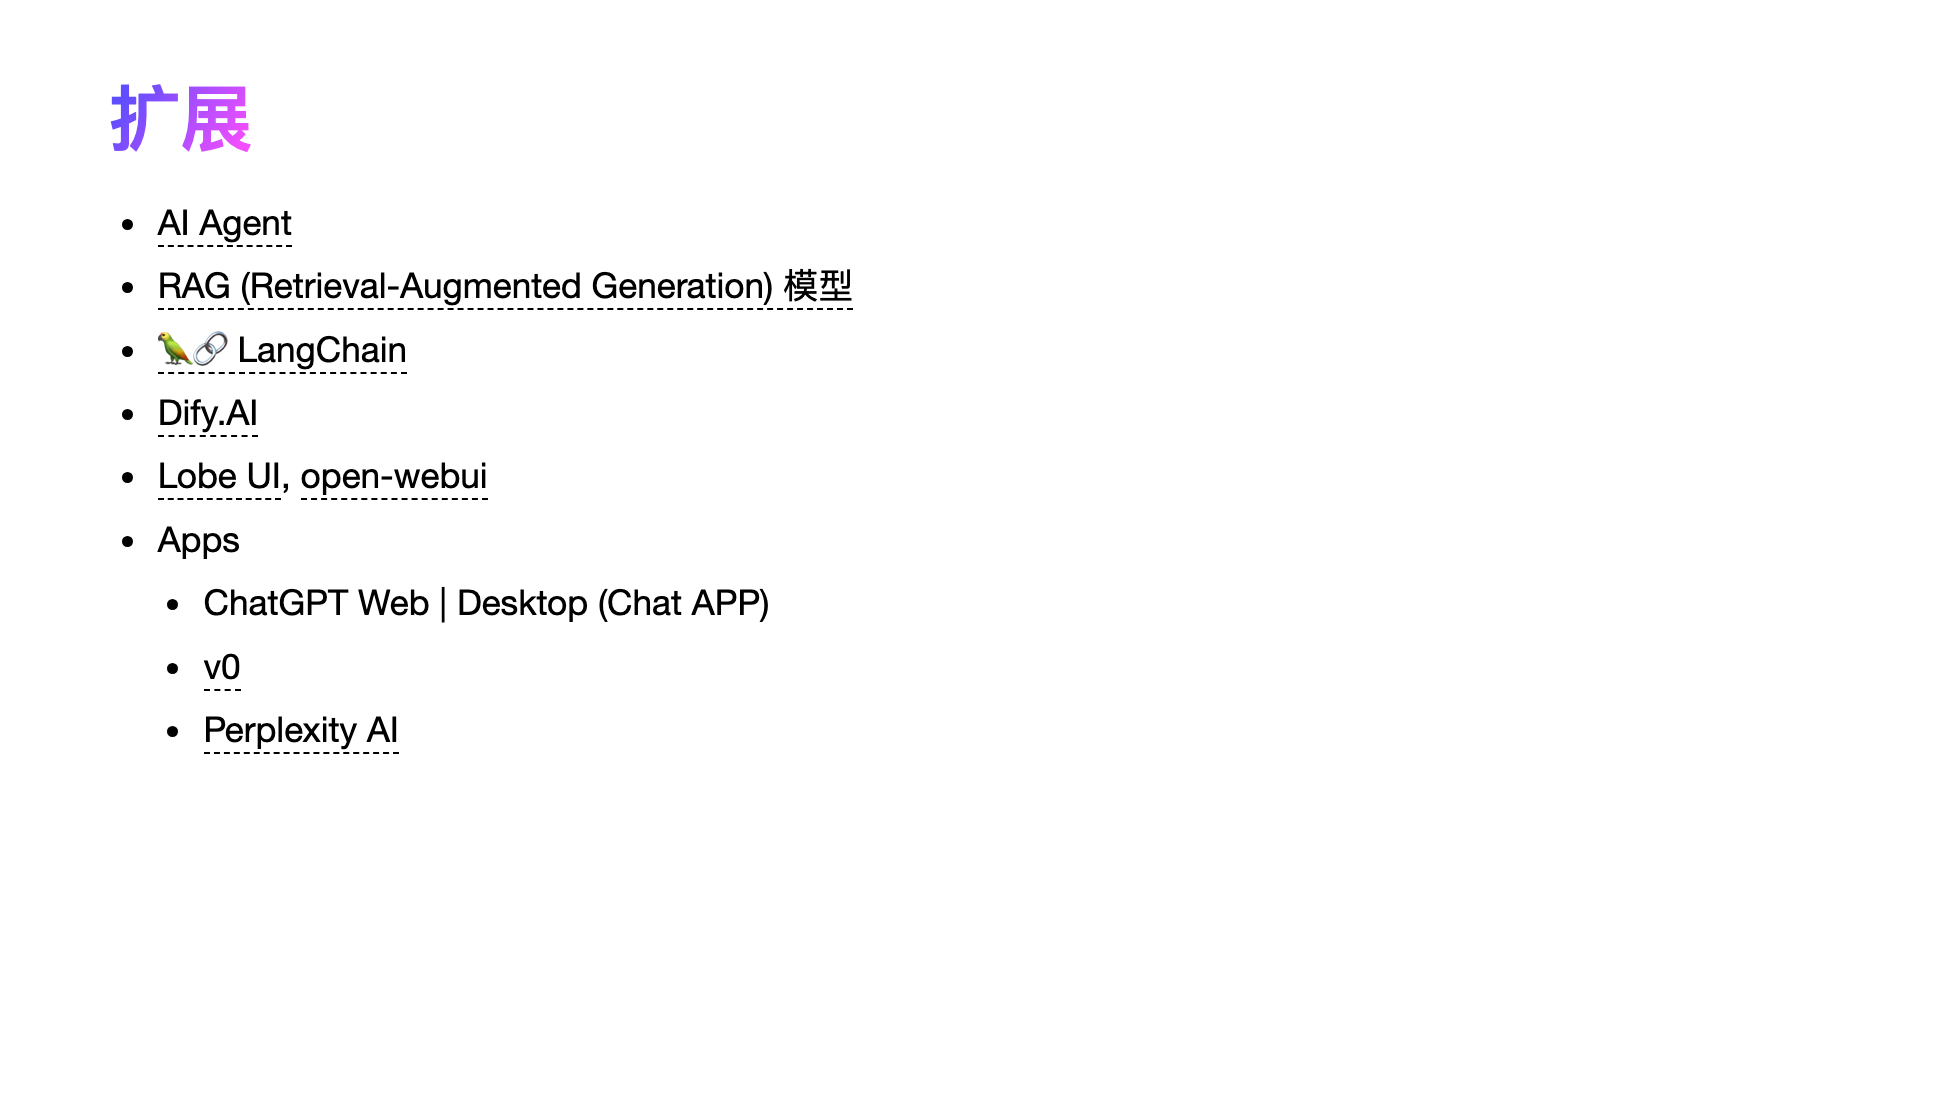 扩展
AI Agent
RAG (Retrieval-Augmented Generation) 模型
🦜🔗 LangChain
Dify.AI
Lobe UI, open-webui
Apps
ChatGPT Web | Desktop (Chat APP)
v0
Perplexity AI